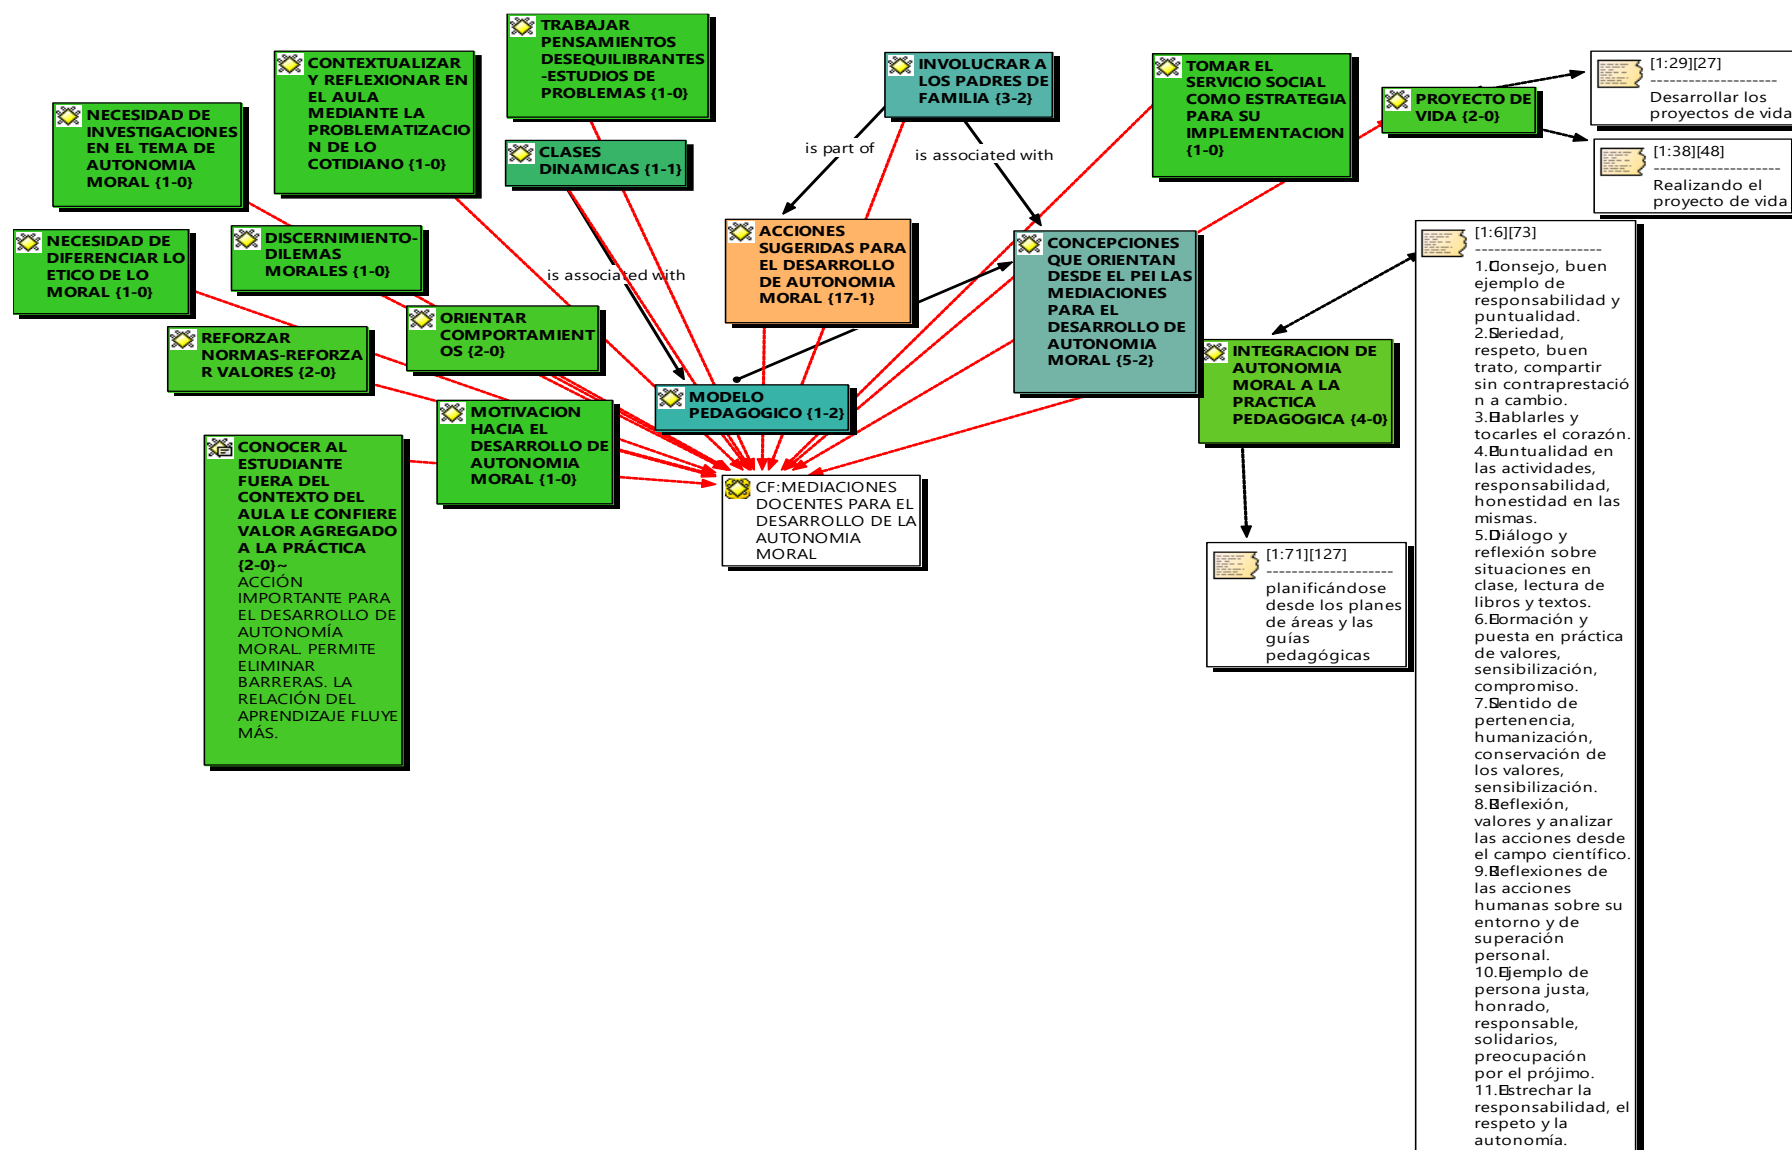 TRABAJAR
PENSAMIENTOS
DESEQUILIBRANTES
-ESTUDIOS DE
PROBLEMAS {1-0}
CONTEXTUALIZAR
Y REFLEXIONAR EN
EL AULA
MEDIANTE LA
PROBLEMATIZACIO
N DE LO
COTIDIANO {1-0}
INVOLUCRAR A
LOS PADRES DE
FAMILIA {3-2}
TOMAR EL
SERVICIO SOCIAL
COMO ESTRATEGIA
PARA SU
IMPLEMENTACION
{1-0}
PROYECTO DE
VIDA {2-0}
[1:29][27]
--------------------
Desarrollar los
proyectos de vida
[1:38][48]
--------------------
Realizando el
proyecto de vida
NECESIDAD DE
INVESTIGACIONES
EN EL TEMA DE
AUTONOMIA
MORAL {1-0}
CLASES
DINAMICAS {1-1}
is part of
is associated with
NECESIDAD DE
DIFERENCIAR LO
ETICO DE LO
MORAL {1-0}
DISCERNIMIENTO-
DILEMAS
MORALES {1-0}
is associated with
ACCIONES
SUGERIDAS PARA
EL DESARROLLO
DE AUTONOMIA
MORAL {17-1}
CONCEPCIONES
QUE ORIENTAN
DESDE EL PEI LAS
MEDIACIONES
PARA EL
DESARROLLO DE
AUTONOMIA
MORAL {5-2}
ORIENTAR
COMPORTAMIENT
OS {2-0}
REFORZAR
NORMAS-REFORZA
R VALORES {2-0}
INTEGRACION DE
AUTONOMIA
MORAL A LA
PRACTICA
PEDAGOGICA {4-0}
MODELO
PEDAGOGICO {1-2}
MOTIVACION
HACIA EL
DESARROLLO DE
AUTONOMIA
MORAL {1-0}
CONOCER AL
ESTUDIANTE
FUERA DEL
CONTEXTO DEL
AULA LE CONFIERE
VALOR AGREGADO
A LA PRÁCTICA
{2-0}~
ACCIÓN
IMPORTANTE PARA
EL DESARROLLO DE
AUTONOMÍA
MORAL. PERMITE
ELIMINAR
BARRERAS. LA
RELACIÓN DEL
APRENDIZAJE FLUYE
MÁS.
CF:MEDIACIONES
DOCENTES PARA EL
DESARROLLO DE LA
AUTONOMIA
MORAL
[1:71][127]
--------------------
planificándose
desde los planes
de áreas y las
guías
pedagógicas
[1:6][73]
--------------------
1.Consejo, buen
ejemplo de
responsabilidad y
puntualidad.
2.Seriedad,
respeto, buen
trato, compartir
sin contraprestació
n a cambio.
3.Hablarles y
tocarles el corazón.
4.Puntualidad en
las actividades,
responsabilidad,
honestidad en las
mismas.
5.Diálogo y
reflexión sobre
situaciones en
clase, lectura de
libros y textos.
6.Formación y
puesta en práctica
de valores,
sensibilización,
compromiso.
7.Sentido de
pertenencia,
humanización,
conservación de
los valores,
sensibilización.
8.Reflexión,
valores y analizar
las acciones desde
el campo científico.
9.Reflexiones de
las acciones
humanas sobre su
entorno y de
superación
personal.
10.Ejemplo de
persona justa,
honrado,
responsable,
solidarios,
preocupación
por el prójimo.
11.Estrechar la
responsabilidad, el
respeto y la
autonomía.